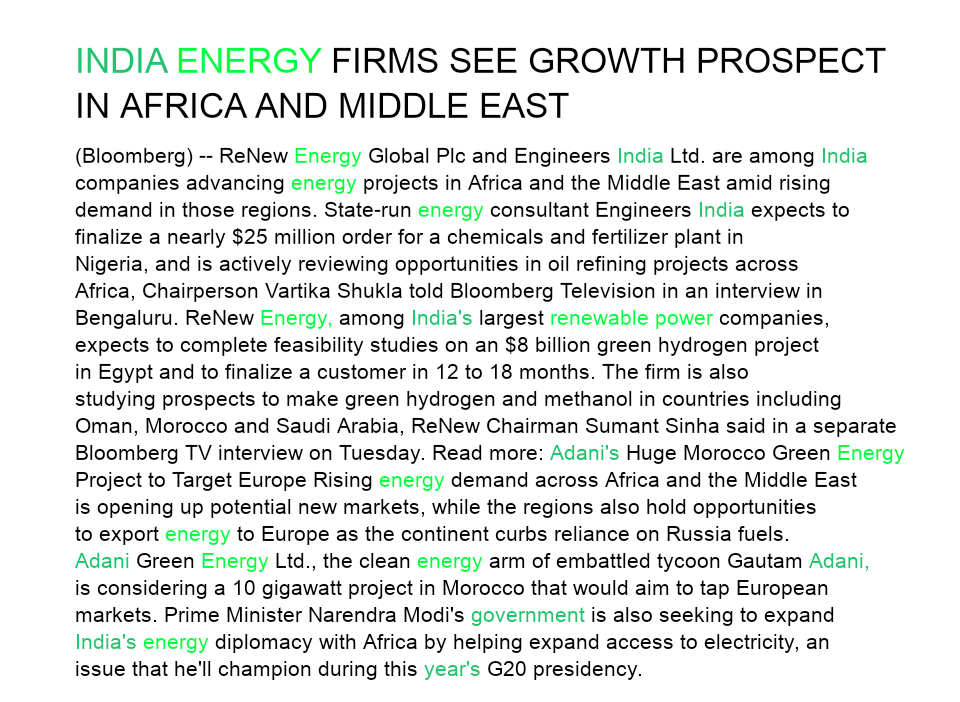 INDIA ENERGY FIRMS SEE GROWTH PROSPECT
IN AFRICA AND MIDDLE EAST
(Bloomberg) -- ReNew Energy Global Plc and Engineers India Ltd. are among India
companies advancing energy projects in Africa and the Middle East amid rising
demand in those regions. State-run energy consultant Engineers India expects to
finalize a nearly $25 million order for a chemicals and fertilizer plant in
Nigeria, and is actively reviewing opportunities in oil refining projects across
Africa, Chairperson Vartika Shukla told Bloomberg Television in an interview in
Bengaluru. ReNew Energy, among India's largest renewable power companies,
expects to complete feasibility studies on an $8 billion green hydrogen project
in Egypt and to finalize a customer in 12 to 18 months. The firm is also
studying prospects to make green hydrogen and methanol in countries including
Oman, Morocco and Saudi Arabia, ReNew Chairman Sumant Sinha said in a separate
Bloomberg TV interview on Tuesday. Read more: Adani's Huge Morocco Green Energy
Project to Target Europe Rising energy demand across Africa and the Middle East
is opening up potential new markets, while the regions also hold opportunities
to export energy to Europe as the continent curbs reliance on Russia fuels.
Adani Green Energy Ltd., the clean energy arm of embattled tycoon Gautam Adani,
is considering a 10 gigawatt project in Morocco that would aim to tap European
markets. Prime Minister Narendra Modi's government is also seeking to expand
India's energy diplomacy with Africa by helping expand access to electricity, an
issue that he'll champion during this year's G20 presidency.